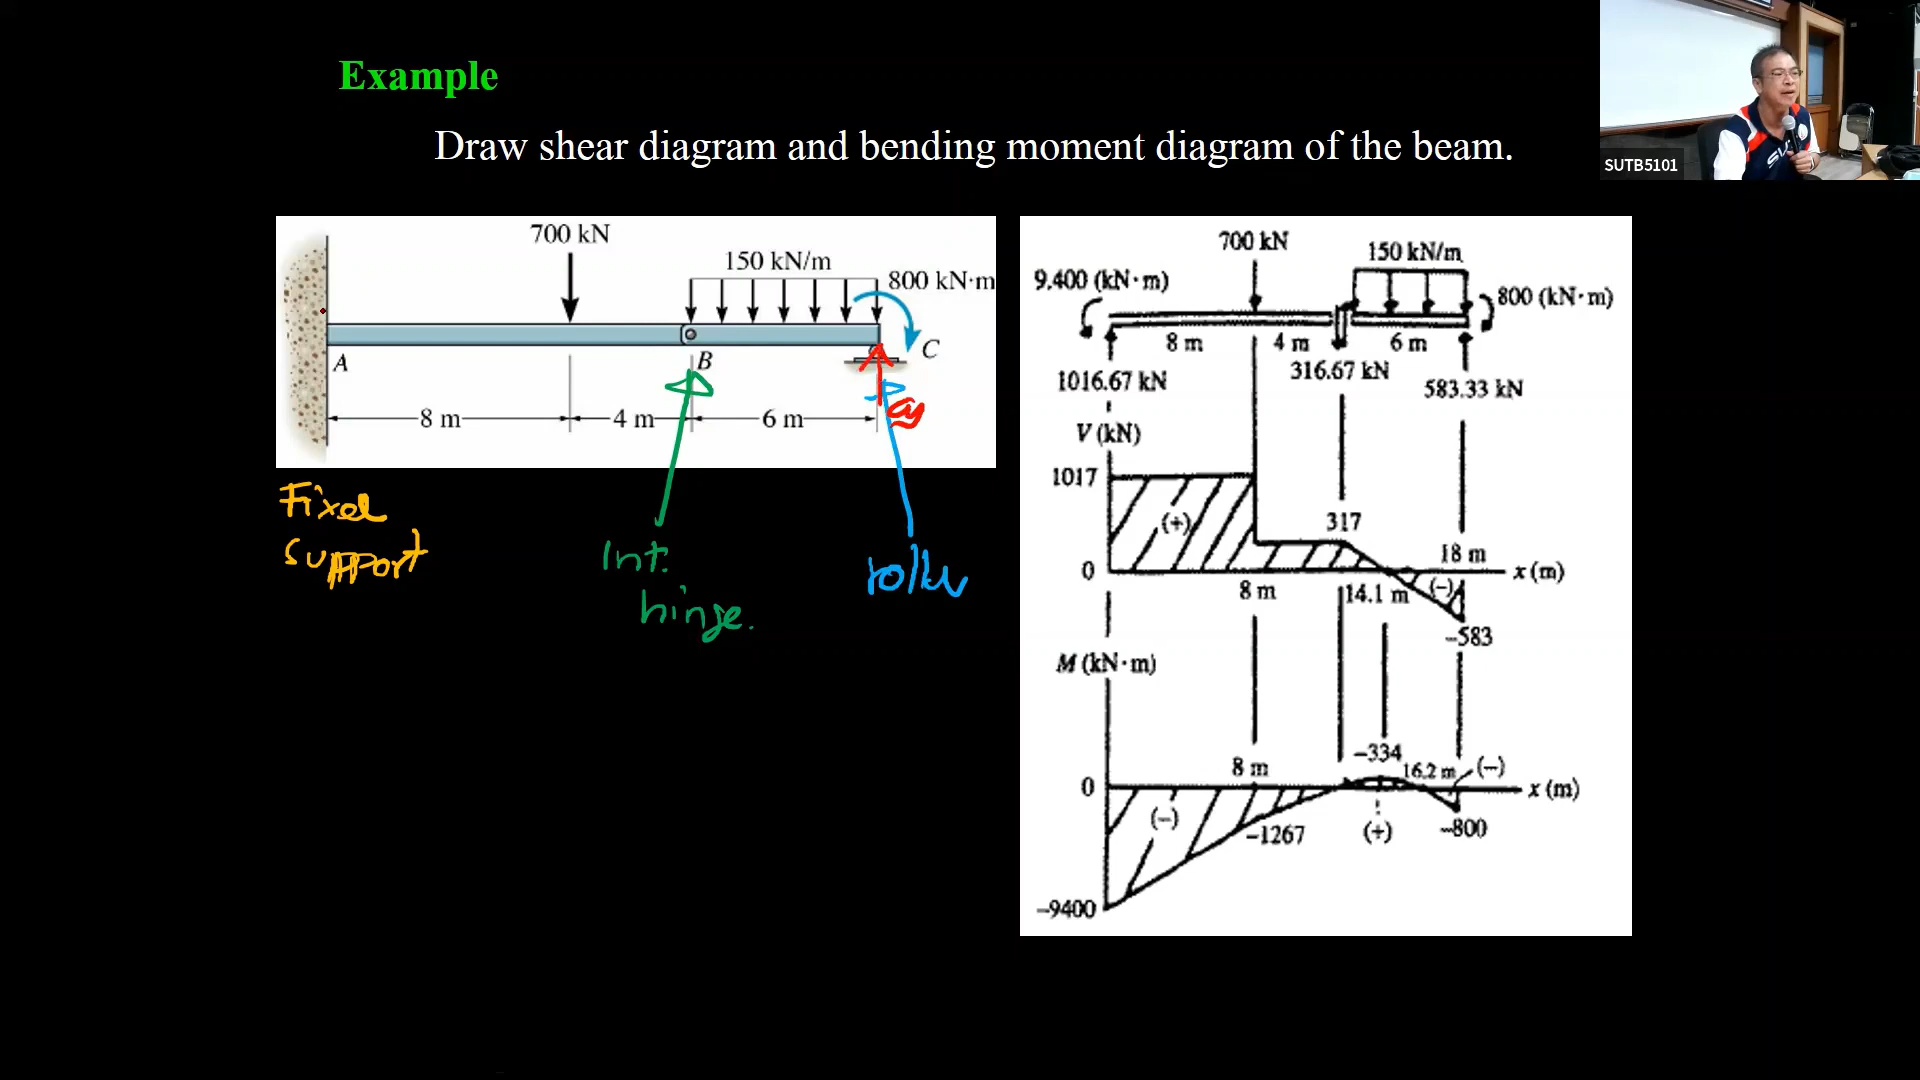 Example
Draw shear diagram and bending moment diagram of the beam.
SUTB5101
700 kN
150 kN/m
800 kN·m
A
B
C
8 m
4 m
6 m
Cy
Fixed
support
Int.
hinge.
roller
700 kN
150 kN/m
9.400 (kN·m)
800 (kN·m)
8 m
4 m
6 m
1016.67 kN
316.67 kN
583.33 kN
V (kN)
1017
(+)
317
18 m
0
x (m)
8 m
14.1 m
(−)
−583
M (kN·m)
−334
8 m
16.2 m
(−)
0
x (m)
(−)
−1267
(+)
−800
−9400